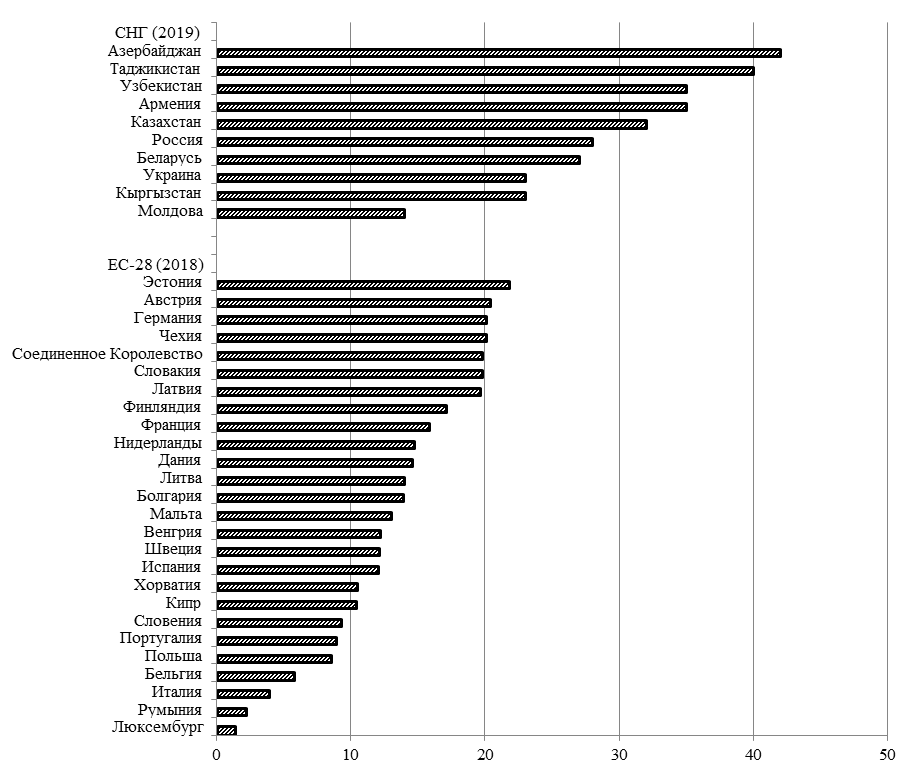 СНГ (2019)
Азербайджан
Таджикистан
Узбекистан
Армения
Казахстан
Россия
Беларусь
Украина
Кыргызстан
Молдова
ЕС-28 (2018)
Эстония
Австрия
Германия
Чехия
Соединенное Королевство
Словакия
Латвия
Финляндия
Франция
Нидерланды
Дания
Литва
Болгария
Мальта
Венгрия
Швеция
Испания
Хорватия
Кипр
Словения
Португалия
Польша
Бельгия
Италия
Румыния
Люксембург
0 10 20 30 40 50